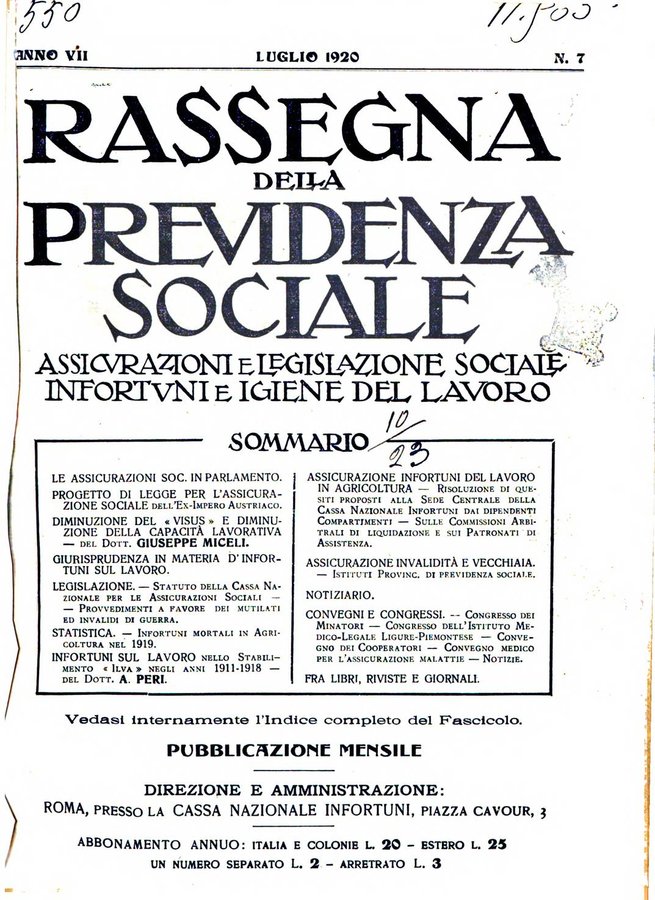 550
11.500
ANNO VII
LUGLIO 1920
N. 7
RASSEGNA
DELLA
PREVIDENZA
SOCIALE
ASSICVRAZIONI E LEGISLAZIONE SOCIALE
INFORTVNI E IGIENE DEL LAVORO
10/23
SOMMARIO
LE ASSICURAZIONI SOC. IN PARLAMENTO.
PROGETTO DI LEGGE PER L'ASSICURA-
ZIONE SOCIALE DELL'EX-IMPERO AUSTRIACO.
DIMINUZIONE DEL «VISUS» E DIMINU-
ZIONE DELLA CAPACITÀ LAVORATIVA
— DEL DOTT. GIUSEPPE MICELI.
GIURISPRUDENZA IN MATERIA D'INFOR-
TUNI SUL LAVORO.
LEGISLAZIONE. — STATUTO DELLA CASSA NA-
ZIONALE PER LE ASSICURAZIONI SOCIALI —
— PROVVEDIMENTI A FAVORE DEI MUTILATI
ED INVALIDI DI GUERRA.
STATISTICA. — INFORTUNI MORTALI IN AGRI-
COLTURA NEL 1919.
INFORTUNI SUL LAVORO NELLO STABILI-
MENTO «ILVA» NEGLI ANNI 1911-1918 —
DEL DOTT. A. PERI.
ASSICURAZIONE INFORTUNI DEL LAVORO
IN AGRICOLTURA — RISOLUZIONE DI QUE-
SITI PROPOSTI ALLA SEDE CENTRALE DELLA
CASSA NAZIONALE INFORTUNI DAI DIPENDENTI
COMPARTIMENTI — SULLE COMMISSIONI ARBI-
TRALI DI LIQUIDAZIONE E SUI PATRONATI DI
ASSISTENZA.
ASSICURAZIONE INVALIDITÀ E VECCHIAIA.
— ISTITUTI PROVINC. DI PREVIDENZA SOCIALE.
NOTIZIARIO.
CONVEGNI E CONGRESSI. -- CONGRESSO DEI
MINATORI — CONGRESSO DELL'ISTITUTO ME-
DICO-LEGALE LIGURE-PIEMONTESE — CONVE-
GNO DEI COOPERATORI — CONVEGNO MEDICO
PER L'ASSICURAZIONE MALATTIE — NOTIZIE.
FRA LIBRI, RIVISTE E GIORNALI.
Vedasi internamente l'Indice completo del Fascicolo.
PUBBLICAZIONE MENSILE
DIREZIONE E AMMINISTRAZIONE:
ROMA, PRESSO LA CASSA NAZIONALE INFORTUNI, PIAZZA CAVOUR, 3
ABBONAMENTO ANNUO: ITALIA E COLONIE L. 20 - ESTERO L. 25
UN NUMERO SEPARATO L. 2 - ARRETRATO L. 3